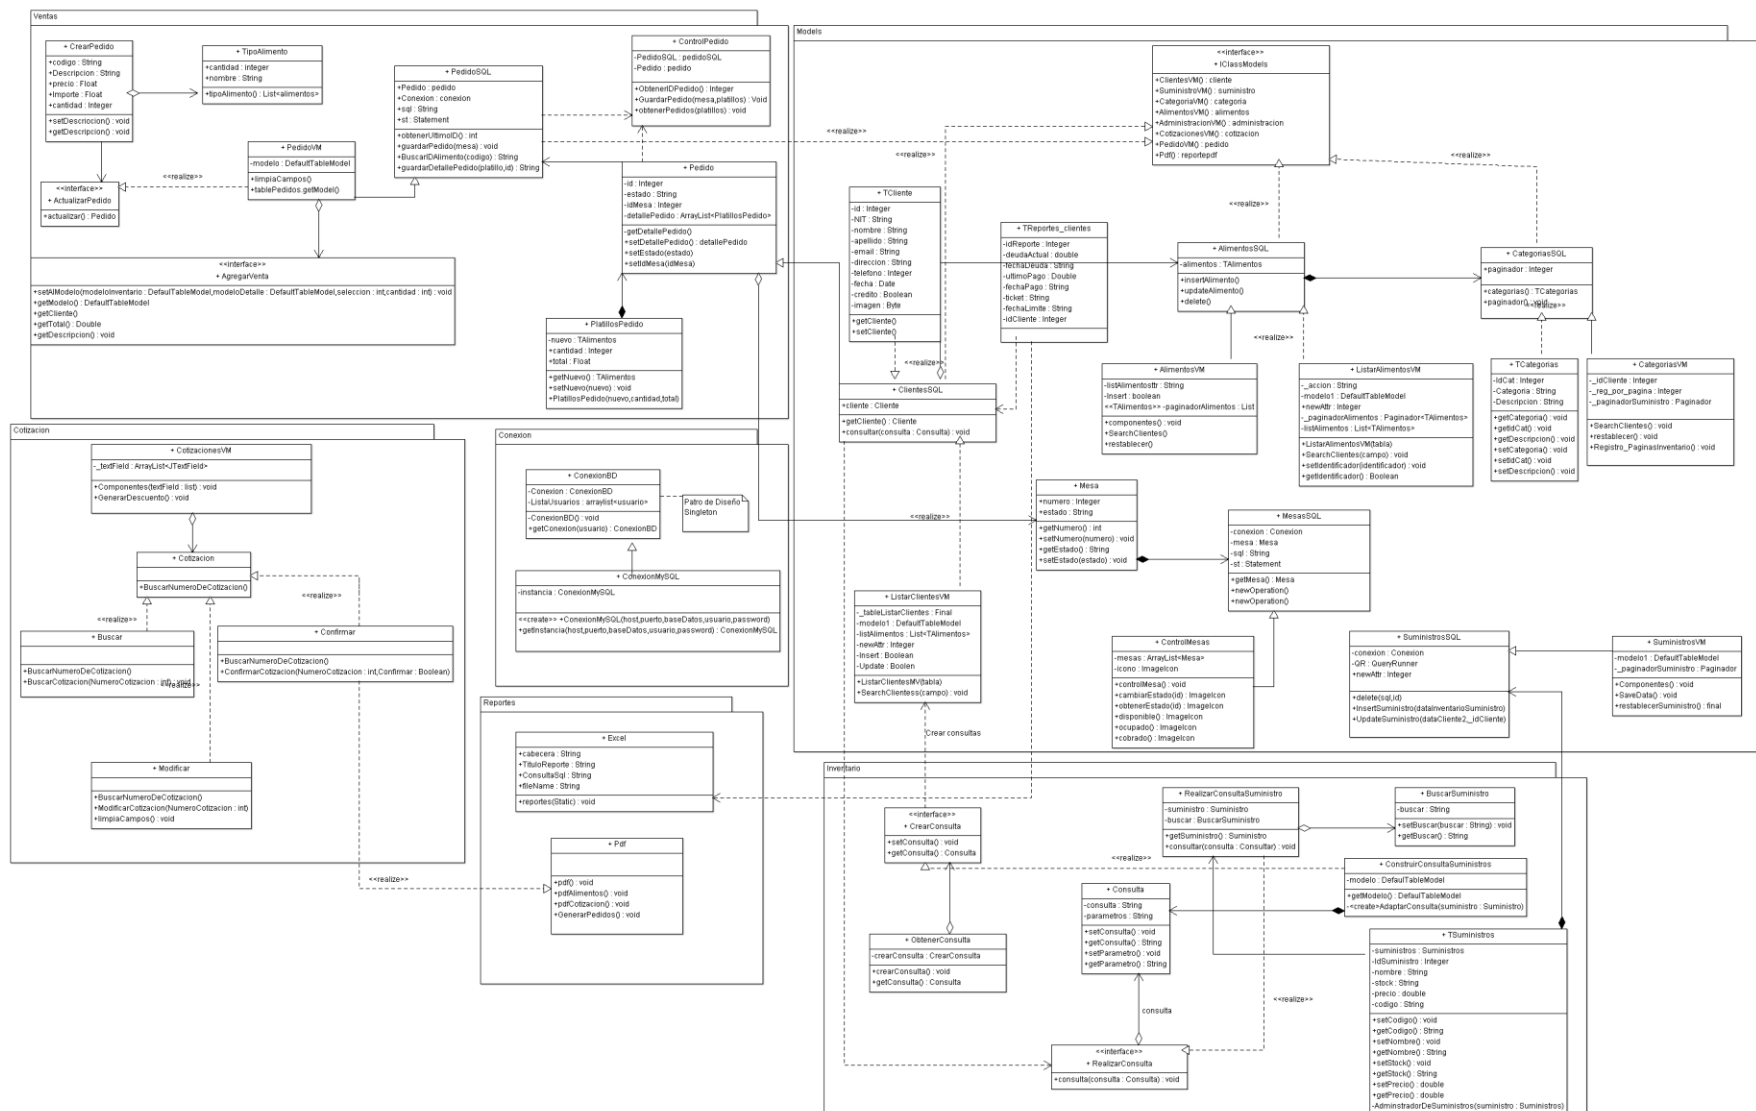 Ventas
+ CrearPedido
+codigo : String
+Descripcion : String
+precio : Float
+Importe : Float
+cantidad : Integer
+setDescriocion() : void
+getDescripcion() : void
+ TipoAlimento
+cantidad : integer
+nombre : String
+tipoAlimento() : List<alimentos>
+ PedidoSQL
+Pedido : pedido
+Conexion : conexion
+sql : String
+st : Statement
+obtenerUltimoID() : int
+guardarPedido(mesa) : void
+BuscarIDAlimento(codigo) : String
+guardarDetallePedido(platillo,id) : String
+ ControlPedido
-PedidoSQL : pedidoSQL
-Pedido : pedido
+ObtenerIDPedido() : Integer
+GuardarPedido(mesa,platillos) : Void
+obtenerPedidos(platillos) : void
+ PedidoVM
-modelo : DefaultTableModel
+limpiaCampos()
+tablePedidos.getModel()
<<realize>>
<<interface>>
+ ActualizarPedido
+actualizar() : Pedido
+ Pedido
-id : Integer
-estado : String
-idMesa : Integer
-detallePedido : ArrayList<PlatillosPedido>
-getDetallePedido()
+setDetallePedido() : detallePedido
+setEstado(estado)
+setIdMesa(idMesa)
<<interface>>
+ AgregarVenta
+setAlModelo(modeloInventario : DefaulTableModel,modeloDetalle : DefaultTableModel,seleccion : int,cantidad : int) : void
+getModelo() : DefaultTableModel
+getCliente()
+getTotal() : Double
+getDescripcion() : void
+ PlatillosPedido
-nuevo : TAlimentos
+cantidad : Integer
+total : Float
+getNuevo() : TAlimentos
+setNuevo(nuevo) : void
+PlatillosPedido(nuevo,cantidad,total)
Models
<<interface>>
+ IClassModels
+ClientesVM() : cliente
+SuministroVM() : suministro
+CategoriaVM() : categoria
+AlimentosVM() : alimentos
+AdministracionVM() : administracion
+CotizacionesVM() : cotizacion
+PedidoVM() : pedido
+Pdf() : reportepdf
<<realize>>
<<realize>>
<<realize>>
<<realize>>
+ TCliente
-id : Integer
-NIT : String
-nombre : String
-apellido : String
-email : String
-direccion : String
-telefono : Integer
-fecha : Date
-credito : Boolean
-imagen : Byte
+getCliente()
+setCliente()
<<realize>>
+ TReportes_clientes
-idReporte : Integer
-deudaActual : double
-fechaDeuda : String
-ultimoPago : Double
-fechaPago : String
-ticket : String
-fechaLimite : String
-idCliente : Integer
+ AlimentosSQL
-alimentos : TAlimentos
+insertAlimento()
+updateAlimento()
+delete()
<<realize>>
+ CategoriasSQL
+paginador : Integer
+categorias() : TCategorias
+paginador() : void
<<realize>>
+ ClientesSQL
+cliente : Cliente
+getCliente() : Cliente
+consultar(consulta : Consulta) : void
+ AlimentosVM
-listAlimentosttr : String
-Insert : boolean
<<TAlimentos>> -paginadorAlimentos : List
+componentes() : void
+SearchClientes()
+restablecer()
+ ListarAlimentosVM
-_accion : String
-modelo1 : DefaultTableModel
+newAttr : Integer
-_paginadorAlimentos : Paginador<TAlimentos>
-listAlimentos : List<TAlimentos>
+ListarAlimentosVM(tabla)
+SearchClientes(campo) : void
+setIdentificador(identificador) : void
+getIdentificador() : Boolean
+ TCategorias
-IdCat : Integer
-Categoria : String
-Descripcion : String
+getCategoria() : void
+getIdCat() : void
+getDescripcion() : void
+setCategoria() : void
+setIdCat() : void
+setDescripcion() : void
+ CategoriasVM
-_idCliente : Integer
-_reg_por_pagina : Integer
-_paginadorSuministro : Paginador
+SearchClientes() : void
+restablecer() : void
+Registro_PaginasInventario() : void
Cotizacion
+ CotizacionesVM
-_textField : ArrayList<JTextField>
+Componentes(textField : list) : void
+GenerarDescuento() : void
+ Cotizacion
+BuscarNumeroDeCotizacion()
<<realize>>
<<realize>>
+ Buscar
+BuscarNumeroDeCotizacion()
+BuscarCotizacion(NumeroCotizacion : int) : void
<<realize>>
+ Confirmar
+BuscarNumeroDeCotizacion()
+ConfirmarCotizacion(NumeroCotizacion : int,Confirmar : Boolean)
+ Modificar
+BuscarNumeroDeCotizacion()
+ModificarCotizacion(NumeroCotizacion : int)
+limpiaCampos() : void
<<realize>>
Conexion
+ ConexionBD
-Conexion : ConexionBD
-ListaUsuarios : arraylist<usuario>
-ConexionBD() : void
+getConexion(usuario) : ConexionBD
Patro de Diseño
Singleton
+ ConexionMySQL
-instancia : ConexionMySQL
<<create>> +ConexionMySQL(host,puerto,baseDatos,usuario,password)
+getInstancia(host,puerto,baseDatos,usuario,password) : ConexionMySQL
Reportes
+ Excel
+cabecera : String
+TituloReporte : String
+ConsultaSql : String
+fileName : String
+reportes(Static) : void
+ Pdf
+pdf() : void
+pdfAlimentos() : void
+pdfCotizacion() : void
+GenerarPedidos() : void
<<realize>>
+ Mesa
+numero : Integer
+estado : String
+getNumero() : int
+setNumero(numero) : void
+getEstado() : String
+setEstado(estado) : void
+ MesasSQL
-conexion : Conexion
-mesa : Mesa
-sql : String
-st : Statement
+getMesa() : Mesa
+newOperation()
+newOperation()
+ ListarClientesVM
-_tableListarClientes : Final
-modelo1 : DefaultTableModel
-listAlimentos : List<TAlimentos>
-newAttr : Integer
-Insert : Boolean
-Update : Boolen
+ListarClientesMV(tabla)
+SearchClientess(campo) : void
Crear consultas
+ ControlMesas
-mesas : ArrayList<Mesa>
-icono : ImageIcon
+controlMesa() : void
+cambiarEstado(id) : ImageIcon
+obtenerEstado(id) : ImageIcon
+disponible() : ImageIcon
+ocupado() : ImageIcon
+cobrado() : ImageIcon
+ SuministrosSQL
-conexion : Conexion
-QR : QueryRunner
+newAttr : Integer
+delete(sql,id)
+InsertSuministro(dataInventarioSuministro)
+UpdateSuministro(dataCliente2,_idCliente)
+ SuministrosVM
-modelo1 : DefaultTableModel
-_paginadorSuministro : Paginador
+Componentes() : void
+SaveData() : void
+restablecerSuministro() : final
Inventario
<<interface>>
+ CrearConsulta
+setConsulta() : void
+getConsulta() : Consulta
+ RealizarConsultaSuministro
-suministro : Suministro
-buscar : BuscarSuministro
+getSuministro() : Suministro
+consultar(consulta : Consultar) : void
+ BuscarSuministro
-buscar : String
+setBuscar(buscar : String) : void
+getBuscar() : String
<<realize>>
+ ConstruirConsultaSuministros
-modelo : DefaulTableModel
+getModelo() : DefaulTableModel
-<create>AdaptarConsulta(suministro : Suministro)
+ Consulta
-consulta : String
-parametros : String
+setConsulta() : void
+getConsulta() : String
+setParametro() : void
+getParametro() : String
+ ObtenerConsulta
-crearConsulta : CrearConsulta
+crearConsulta() : void
+getConsulta() : Consulta
consulta
<<realize>>
<<interface>>
+ RealizarConsulta
+consulta(consulta : Consulta) : void
+ TSuministros
-suministros : Suministros
-IdSuministro : Integer
-nombre : String
-stock : String
-precio : double
-codigo : String
+setCodigo() : void
+getCodigo() : String
+setNombre() : void
+getNombre() : String
+setStock() : void
+getStock() : String
+setPrecio() : double
+getPrecio() : double
-AdminstradorDeSuministros(suministro : Suministros)